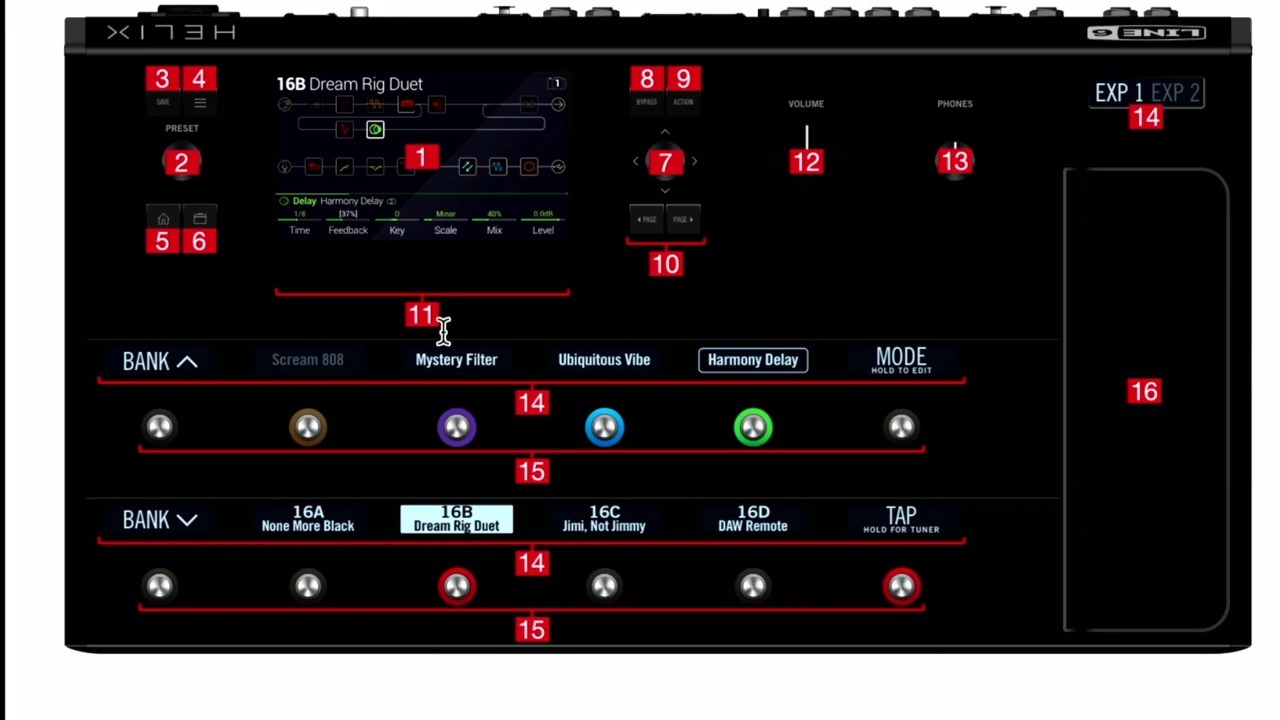 HELIX
LINE 6
3 4
SAVE
PRESET
2
5 6
16B Dream Rig Duet
1
1
Delay Harmony Delay
1/8 [37%] D Minor 40% 0.0dB
Time Feedback Key Scale Mix Level
11
8 9
BYPASS ACTION
7
PAGE PAGE
10
VOLUME
12
PHONES
13
EXP 1 EXP 2
14
16
BANK Scream 808 Mystery Filter Ubiquitous Vibe Harmony Delay MODE
HOLD TO EDIT
14
15
BANK 16A 16B 16C 16D TAP
None More Black Dream Rig Duet Jimi, Not Jimmy DAW Remote HOLD FOR TUNER
14
15